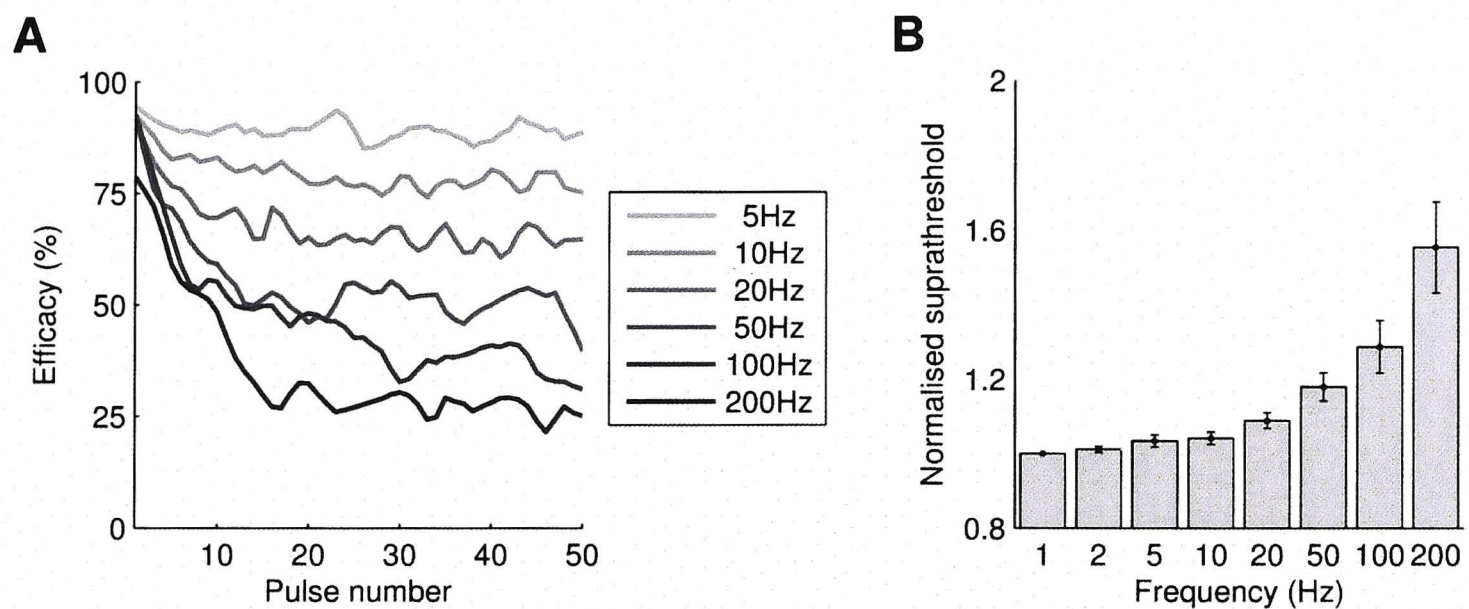 A
100
75
50
25
0
Efficacy (%)
10 20 30 40 50
Pulse number
5Hz
10Hz
20Hz
50Hz
100Hz
200Hz
B
2
1.6
1.2
0.8
Normalised suprathreshold
1 2 5 10 20 50 100 200
Frequency (Hz)